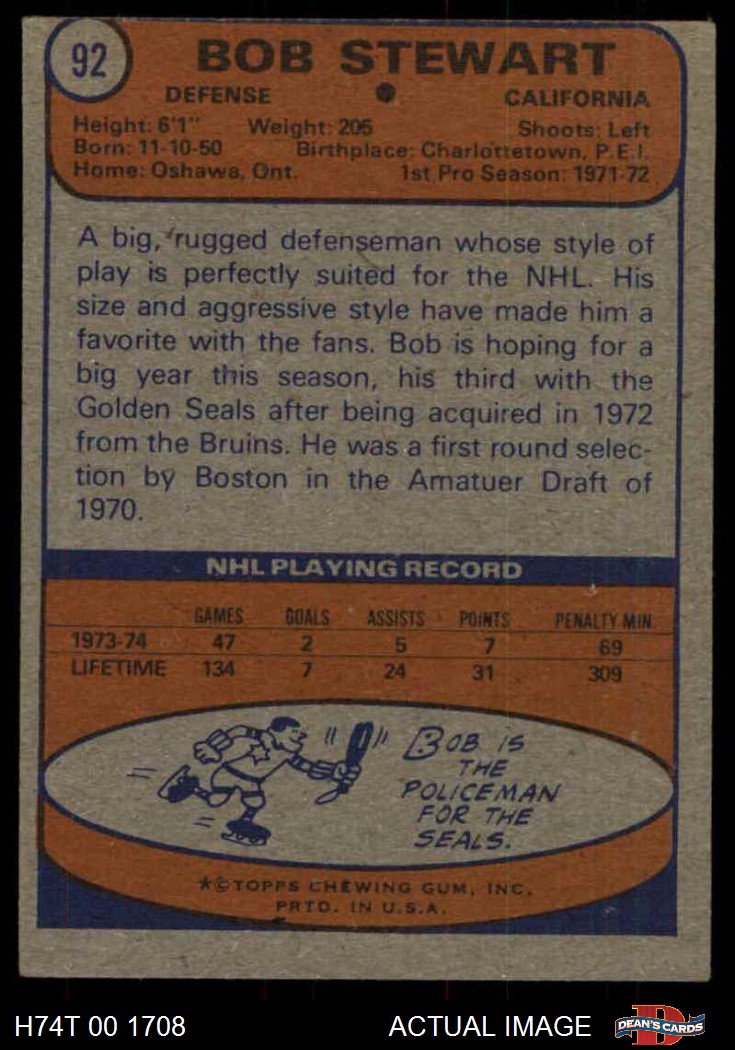 92
BOB STEWART
DEFENSE ● CALIFORNIA
Height: 6'1" Weight: 205 Shoots: Left
Born: 11-10-50 Birthplace: Charlottetown, P.E.I.
Home: Oshawa, Ont. 1st Pro Season: 1971-72
A big, rugged defenseman whose style of
play is perfectly suited for the NHL. His
size and aggressive style have made him a
favorite with the fans. Bob is hoping for a
big year this season, his third with the
Golden Seals after being acquired in 1972
from the Bruins. He was a first round selec-
tion by Boston in the Amatuer Draft of
1970.
NHL PLAYING RECORD
GAMES GOALS ASSISTS POINTS PENALTY MIN.
1973-74 47 2 5 7 69
LIFETIME 134 7 24 31 309
BOB IS
THE
POLICEMAN
FOR THE
SEALS.
★©TOPPS CHEWING GUM, INC.
PRTD. IN U.S.A.
H74T 00 1708 ACTUAL IMAGE D DEAN'S CARDS